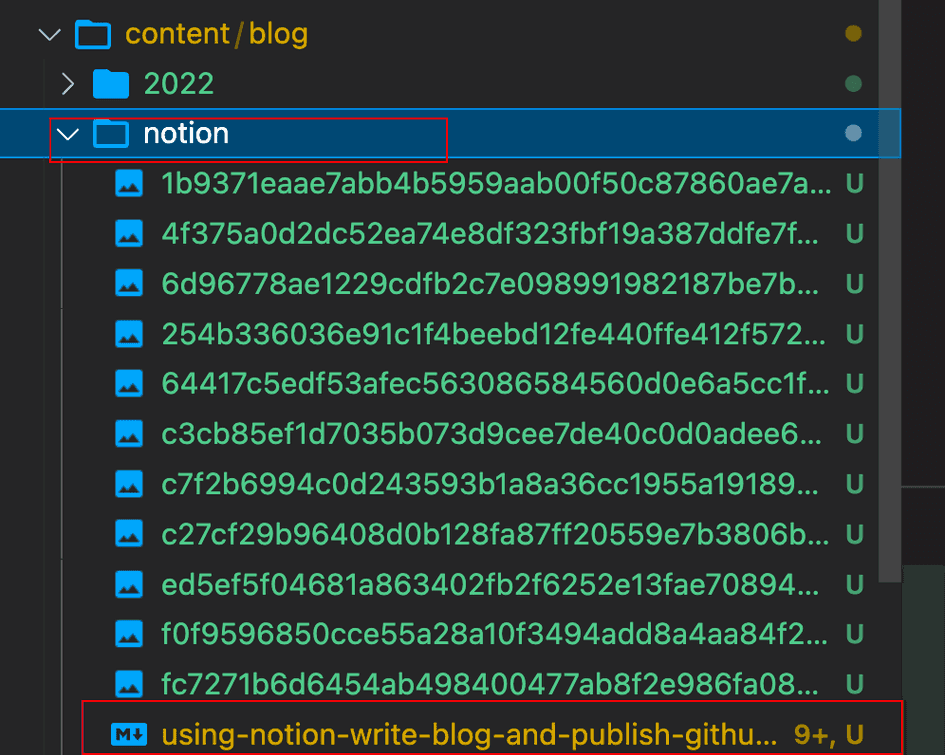 content/blog
2022
notion
1b9371eaae7abb4b5959aab00f50c87860ae7a... U
4f375a0d2dc52ea74e8df323fbf19a387ddfe7f... U
6d96778ae1229cdfb2c7e098991982187be7b... U
254b336036e91c1f4beebd12fe440ffe412f572... U
64417c5edf53afec563086584560d0e6a5cc1f... U
c3cb85ef1d7035b073d9cee7de40c0d0adee6... U
c7f2b6994c0d243593b1a8a36cc1955a19189... U
c27cf29b96408d0b128fa87ff20559e7b3806b... U
ed5ef5f04681a863402fb2f6252e13fae70894... U
f0f9596850cce55a28a10f3494add8a4aa84f2... U
fc7271b6d6454ab498400477ab8f2e986fa08... U
M↓ using-notion-write-blog-and-publish-githu... 9+, U